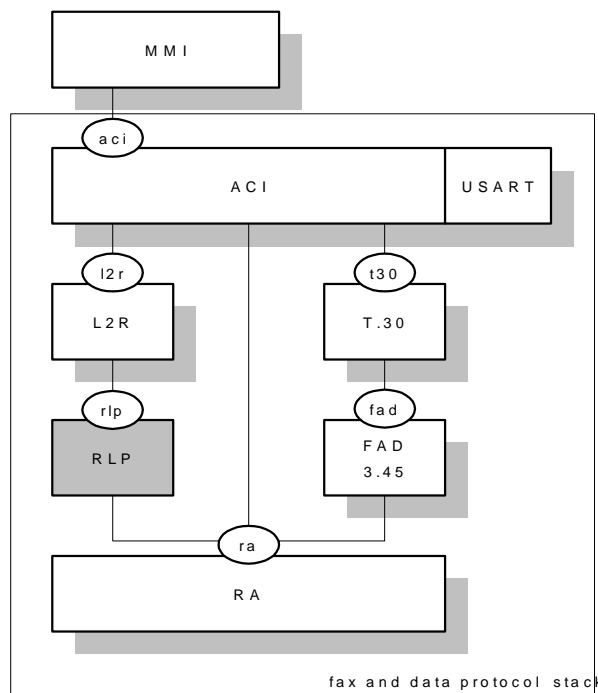 MMI
aci
ACI
USART
l2r
t30
L2R
T.30
rlp
fad
RLP
FAD
3.45
ra
RA
fax and data protocol stack